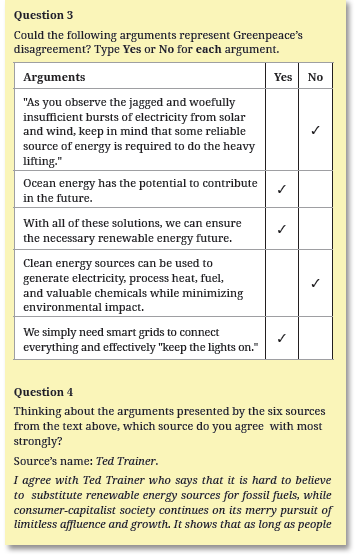 Question 3
Could the following arguments represent Greenpeace's
disagreement? Type Yes or No for each argument.
Arguments Yes No
"As you observe the jagged and woefully
insufficient bursts of electricity from solar
and wind, keep in mind that some reliable
source of energy is required to do the heavy
lifting." ✓
Ocean energy has the potential to contribute
in the future. ✓
With all of these solutions, we can ensure
the necessary renewable energy future. ✓
Clean energy sources can be used to
generate electricity, process heat, fuel,
and valuable chemicals while minimizing
environmental impact. ✓
We simply need smart grids to connect
everything and effectively "keep the lights on." ✓
Question 4
Thinking about the arguments presented by the six sources
from the text above, which source do you agree with most
strongly?
Source's name: Ted Trainer.
I agree with Ted Trainer who says that it is hard to believe
to substitute renewable energy sources for fossil fuels, while
consumer-capitalist society continues on its merry pursuit of
limitless affluence and growth. It shows that as long as people